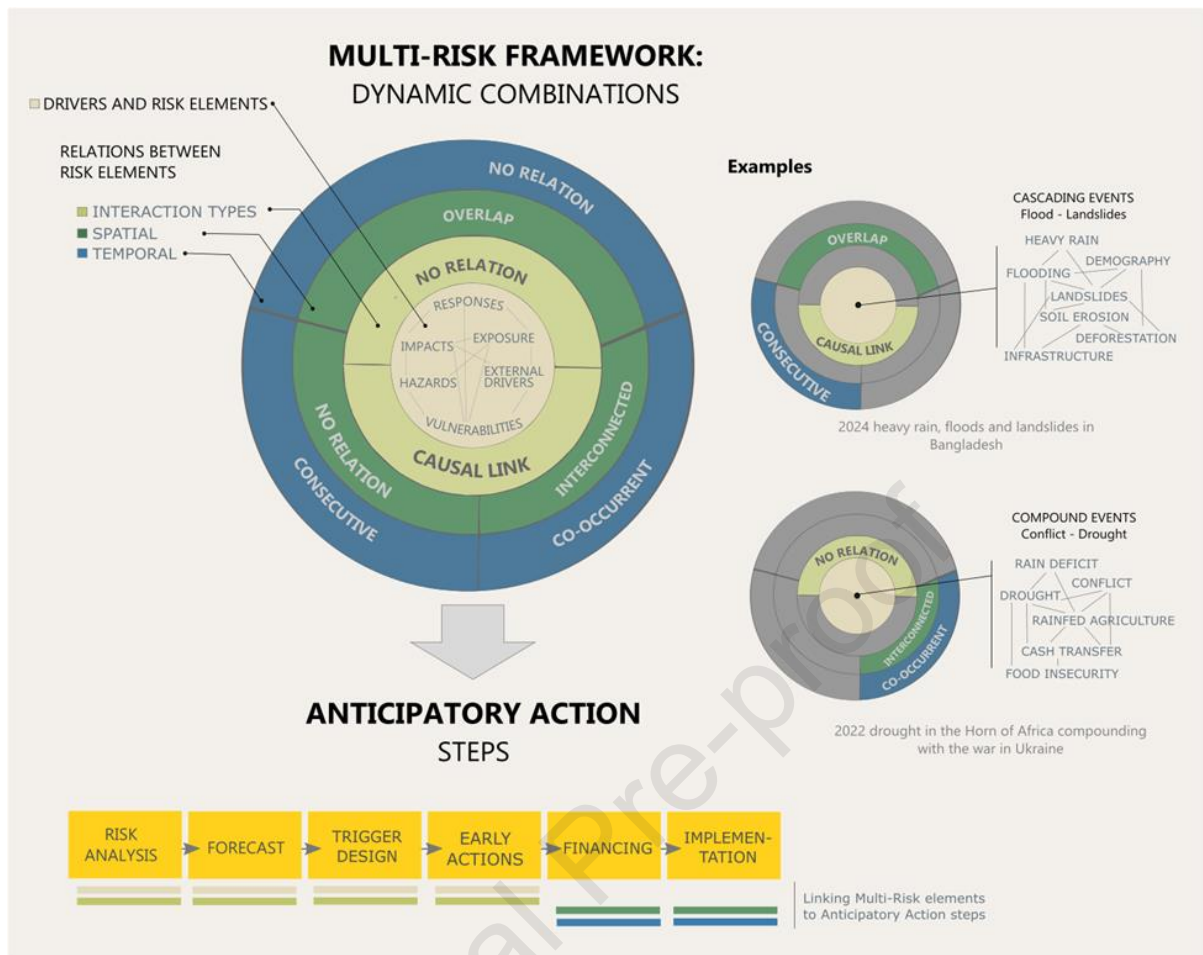 MULTI-RISK FRAMEWORK:
DYNAMIC COMBINATIONS
DRIVERS AND RISK ELEMENTS
RELATIONS BETWEEN
RISK ELEMENTS
INTERACTION TYPES
SPATIAL
TEMPORAL
NO RELATION
OVERLAP
NO RELATION
RESPONSES
IMPACTS
EXPOSURE
HAZARDS
EXTERNAL
DRIVERS
VULNERABILITIES
CAUSAL LINK
NO RELATION
INTERCONNECTED
CONSECUTIVE
CO-OCCURRENT
Examples
OVERLAP
CAUSAL LINK
CONSECUTIVE
CASCADING EVENTS
Flood - Landslides
HEAVY RAIN
DEMOGRAPHY
FLOODING
LANDSLIDES
SOIL EROSION
DEFORESTATION
INFRASTRUCTURE
2024 heavy rain, floods and landslides in
Bangladesh
NO RELATION
INTERCONNECTED
CO-OCCURRENT
COMPOUND EVENTS
Conflict - Drought
RAIN DEFICIT
CONFLICT
DROUGHT
RAINFED AGRICULTURE
CASH TRANSFER
FOOD INSECURITY
2022 drought in the Horn of Africa compounding
with the war in Ukraine
ANTICIPATORY ACTION
STEPS
RISK
ANALYSIS
FORECAST
TRIGGER
DESIGN
EARLY
ACTIONS
FINANCING
IMPLEMEN-
TATION
Linking Multi-Risk elements
to Anticipatory Action steps
al Pre-proof